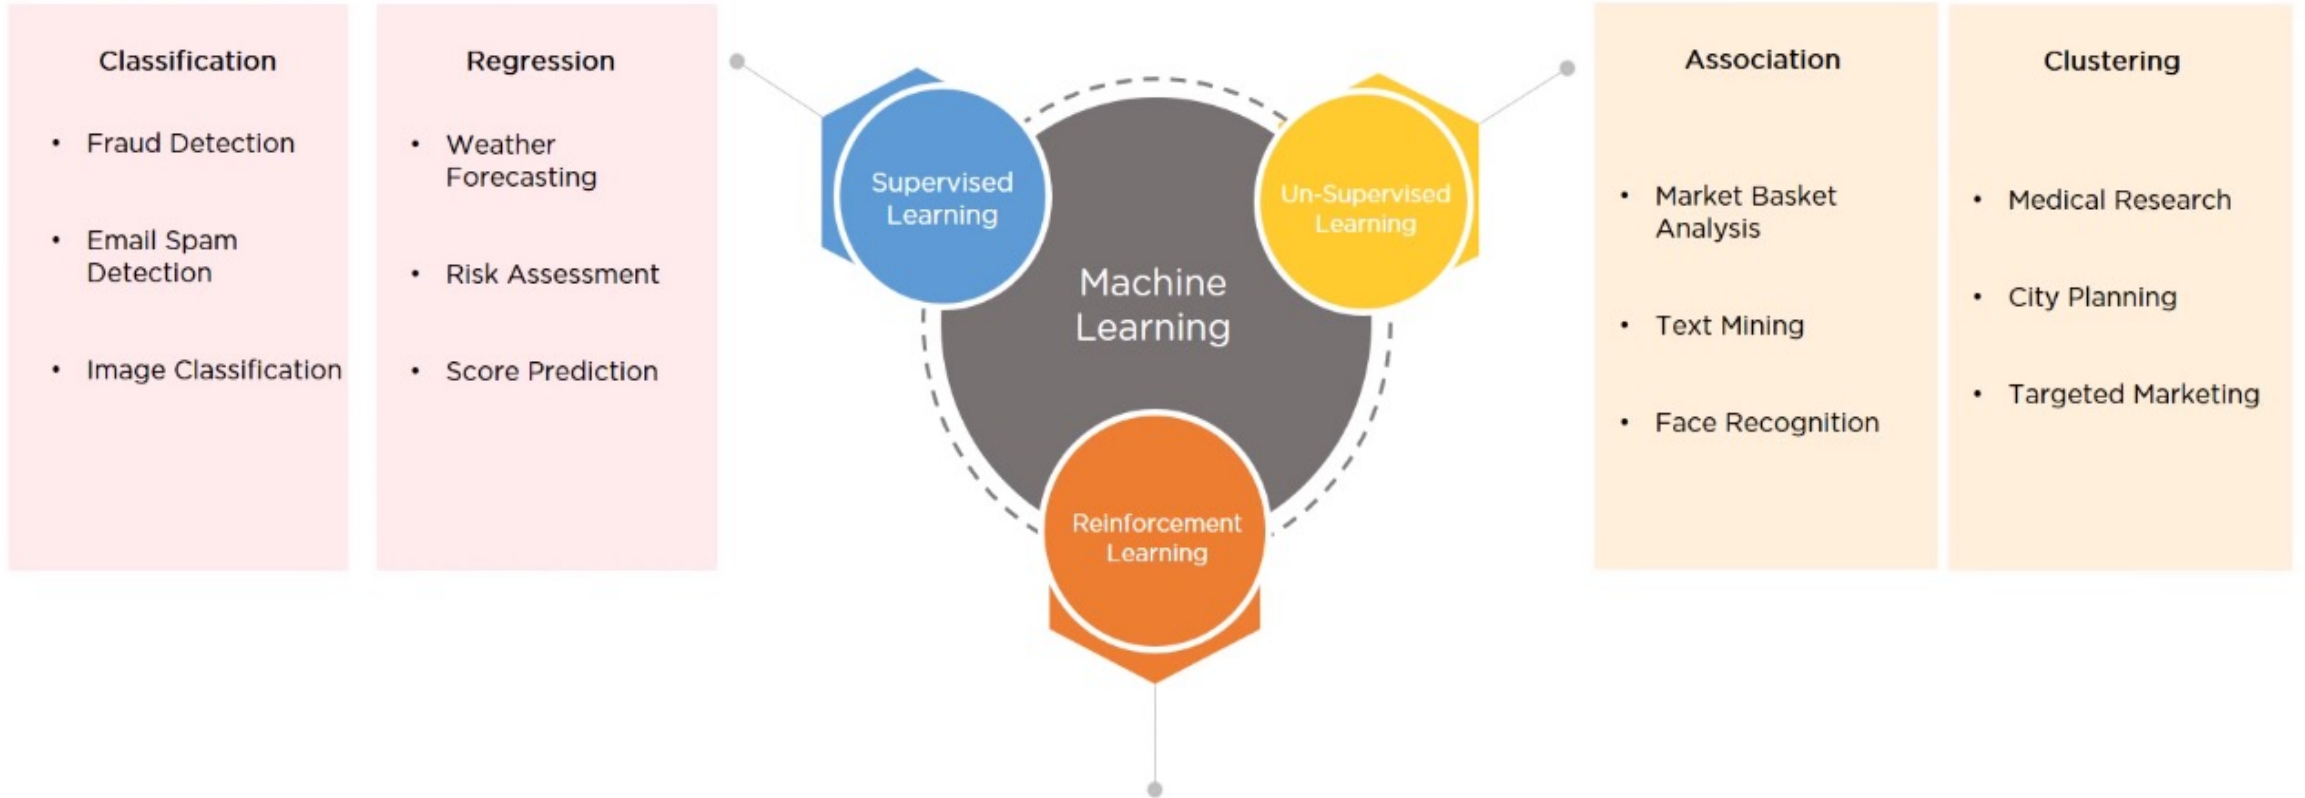 Classification
Fraud Detection
Email Spam
Detection
Image Classification
Regression
Weather
Forecasting
Risk Assessment
Score Prediction
Supervised
Learning
Un-Supervised
Learning
Machine
Learning
Reinforcement
Learning
Association
Market Basket
Analysis
Text Mining
Face Recognition
Clustering
Medical Research
City Planning
Targeted Marketing